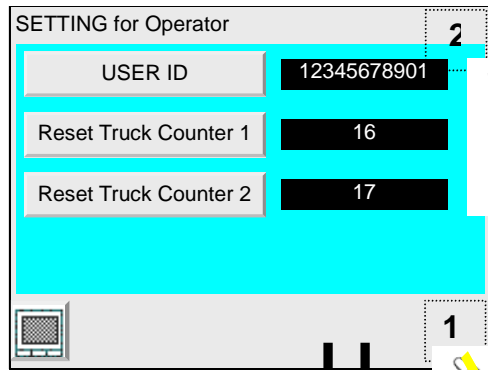 SETTING for Operator
2
USER ID 12345678901
Reset Truck Counter 1 16
Reset Truck Counter 2 17
1